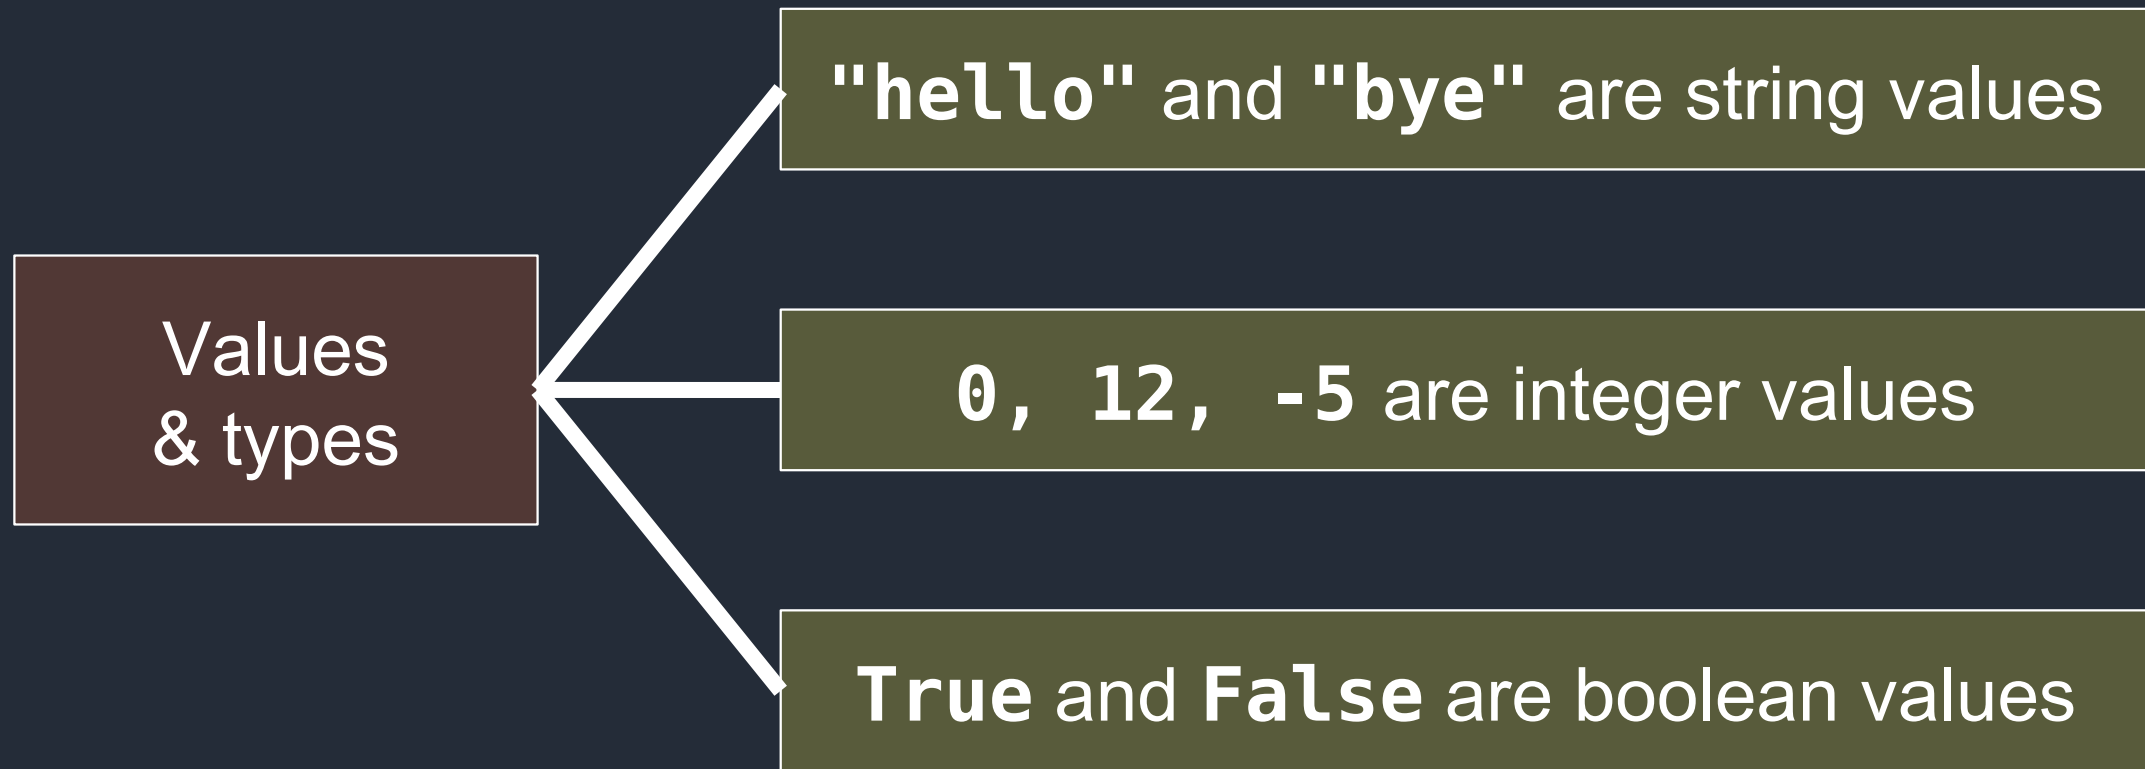 "hello" and "bye" are string values
Values
& types
0, 12, -5 are integer values
True and False are boolean values